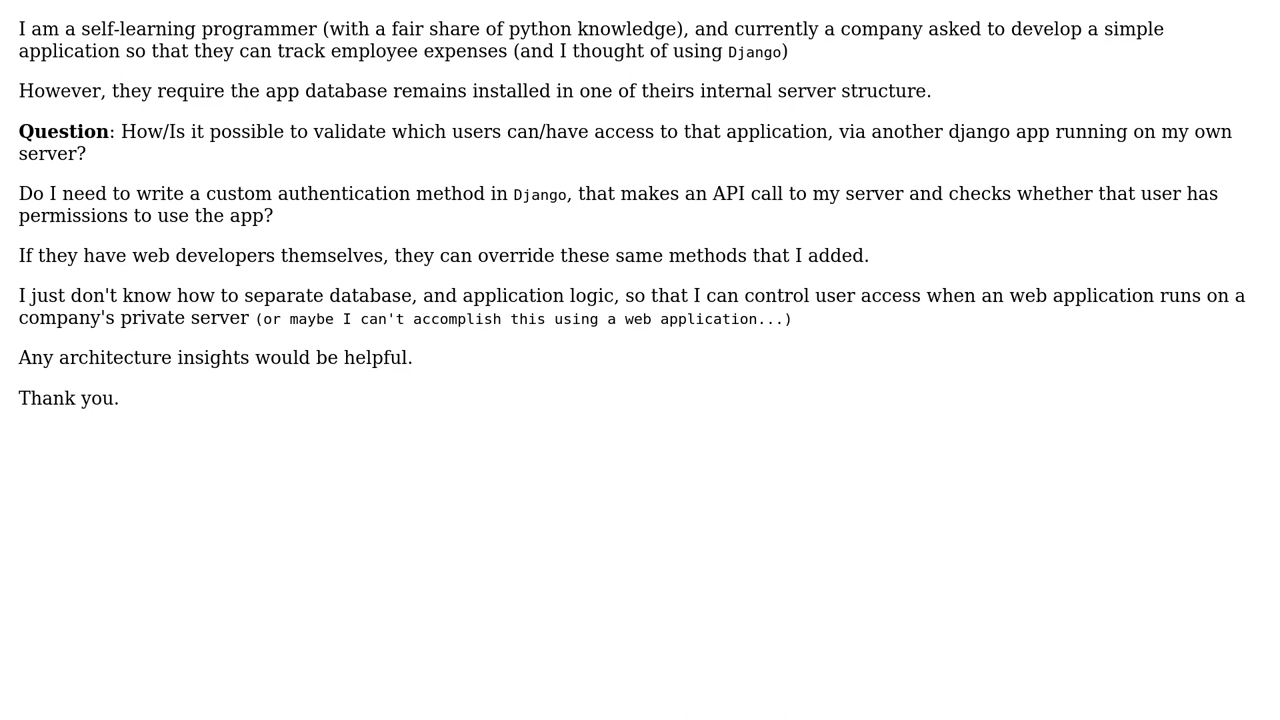 I am a self-learning programmer (with a fair share of python knowledge), and currently a company asked to develop a simple
application so that they can track employee expenses (and I thought of using Django)
However, they require the app database remains installed in one of theirs internal server structure.
Question: How/Is it possible to validate which users can/have access to that application, via another django app running on my own
server?
Do I need to write a custom authentication method in Django, that makes an API call to my server and checks whether that user has
permissions to use the app?
If they have web developers themselves, they can override these same methods that I added.
I just don't know how to separate database, and application logic, so that I can control user access when an web application runs on a
company's private server (or maybe I can't accomplish this using a web application...)
Any architecture insights would be helpful.
Thank you.